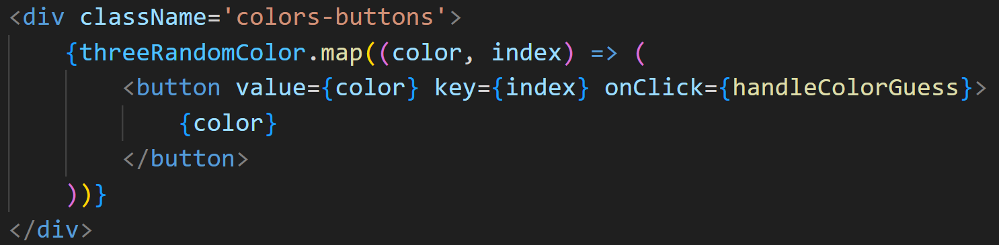 <div className='colors-buttons'>
    {threeRandomColor.map((color, index) => (
        <button value={color} key={index} onClick={handleColorGuess}>
            {color}
        </button>
    ))}
</div>